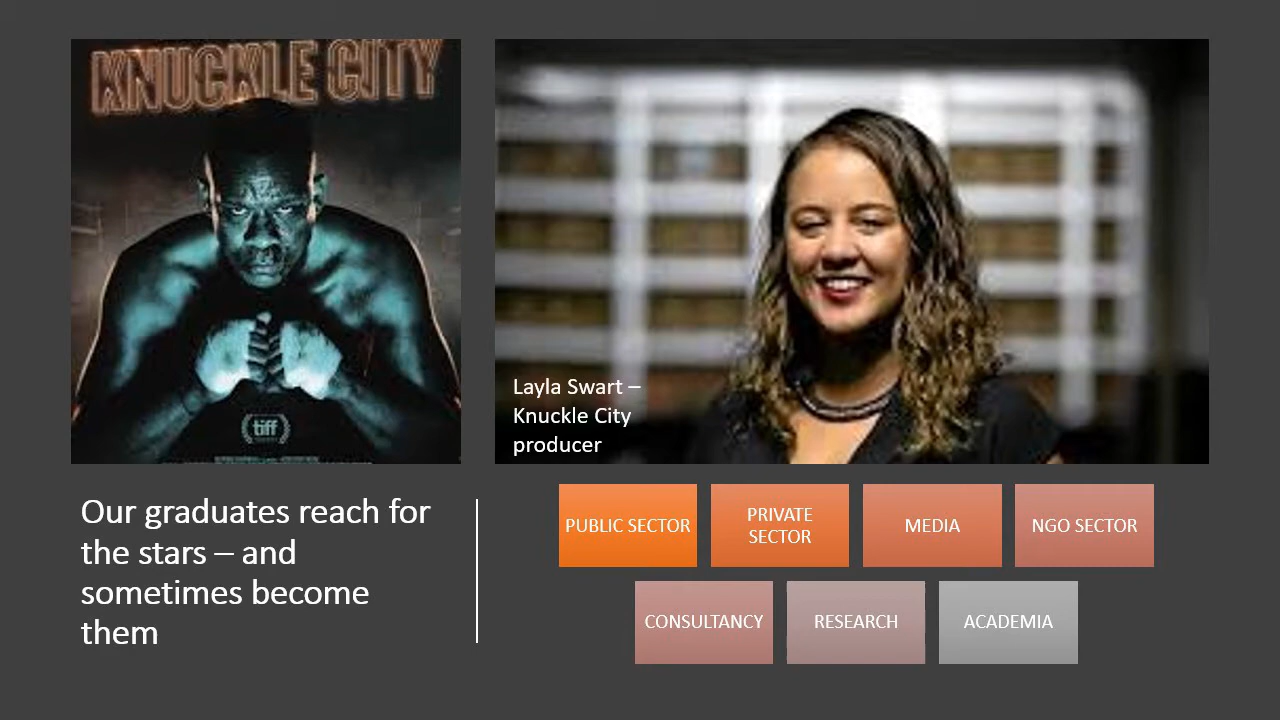 KNUCKLE CITY
tiff
Layla Swart –
Knuckle City
producer
Our graduates reach for
the stars – and
sometimes become
them
PUBLIC SECTOR
PRIVATE
SECTOR
MEDIA
NGO SECTOR
CONSULTANCY
RESEARCH
ACADEMIA